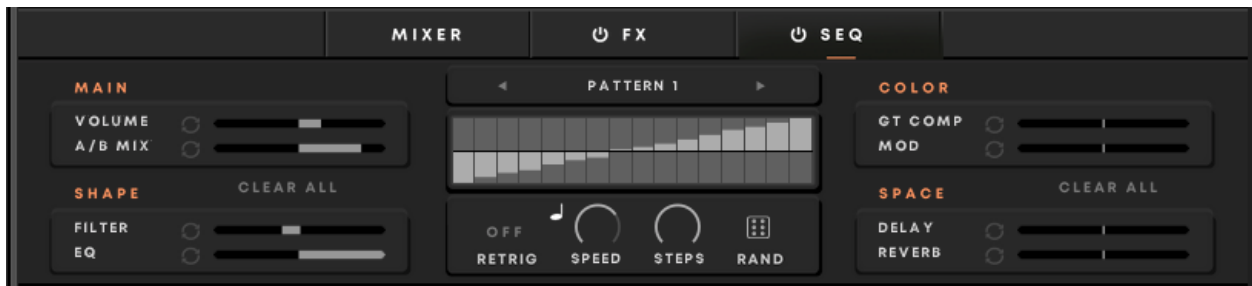 MIXER
FX
SEQ
MAIN
VOLUME
A/B MIX
CLEAR ALL
SHAPE
FILTER
EQ
PATTERN 1
OFF
RETRIG
SPEED
STEPS
RAND
COLOR
GT COMP
MOD
CLEAR ALL
SPACE
DELAY
REVERB